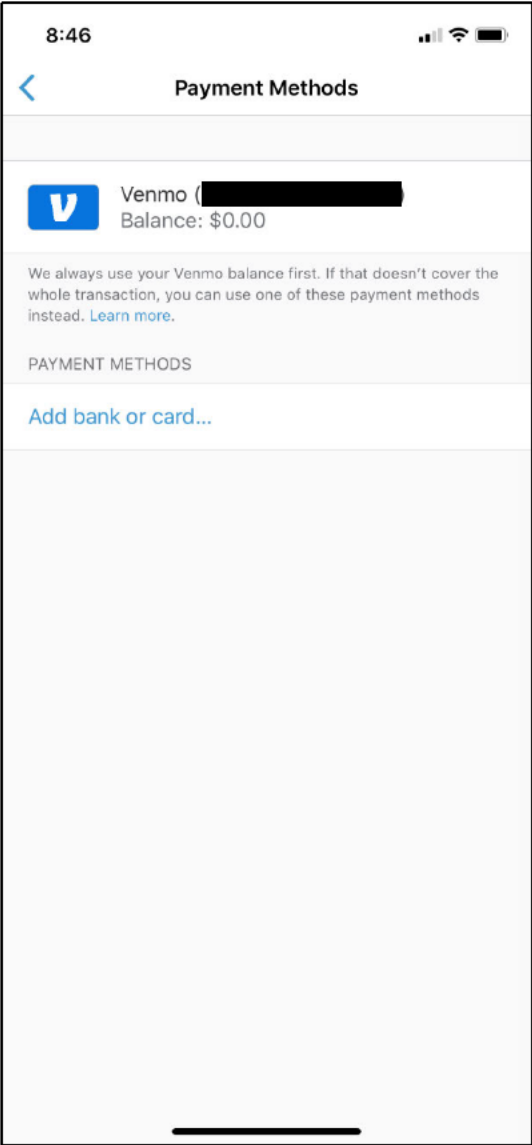 8:46
Payment Methods
V
Venmo ( )
Balance: $0.00
We always use your Venmo balance first. If that doesn't cover the
whole transaction, you can use one of these payment methods
instead. Learn more.
PAYMENT METHODS
Add bank or card...